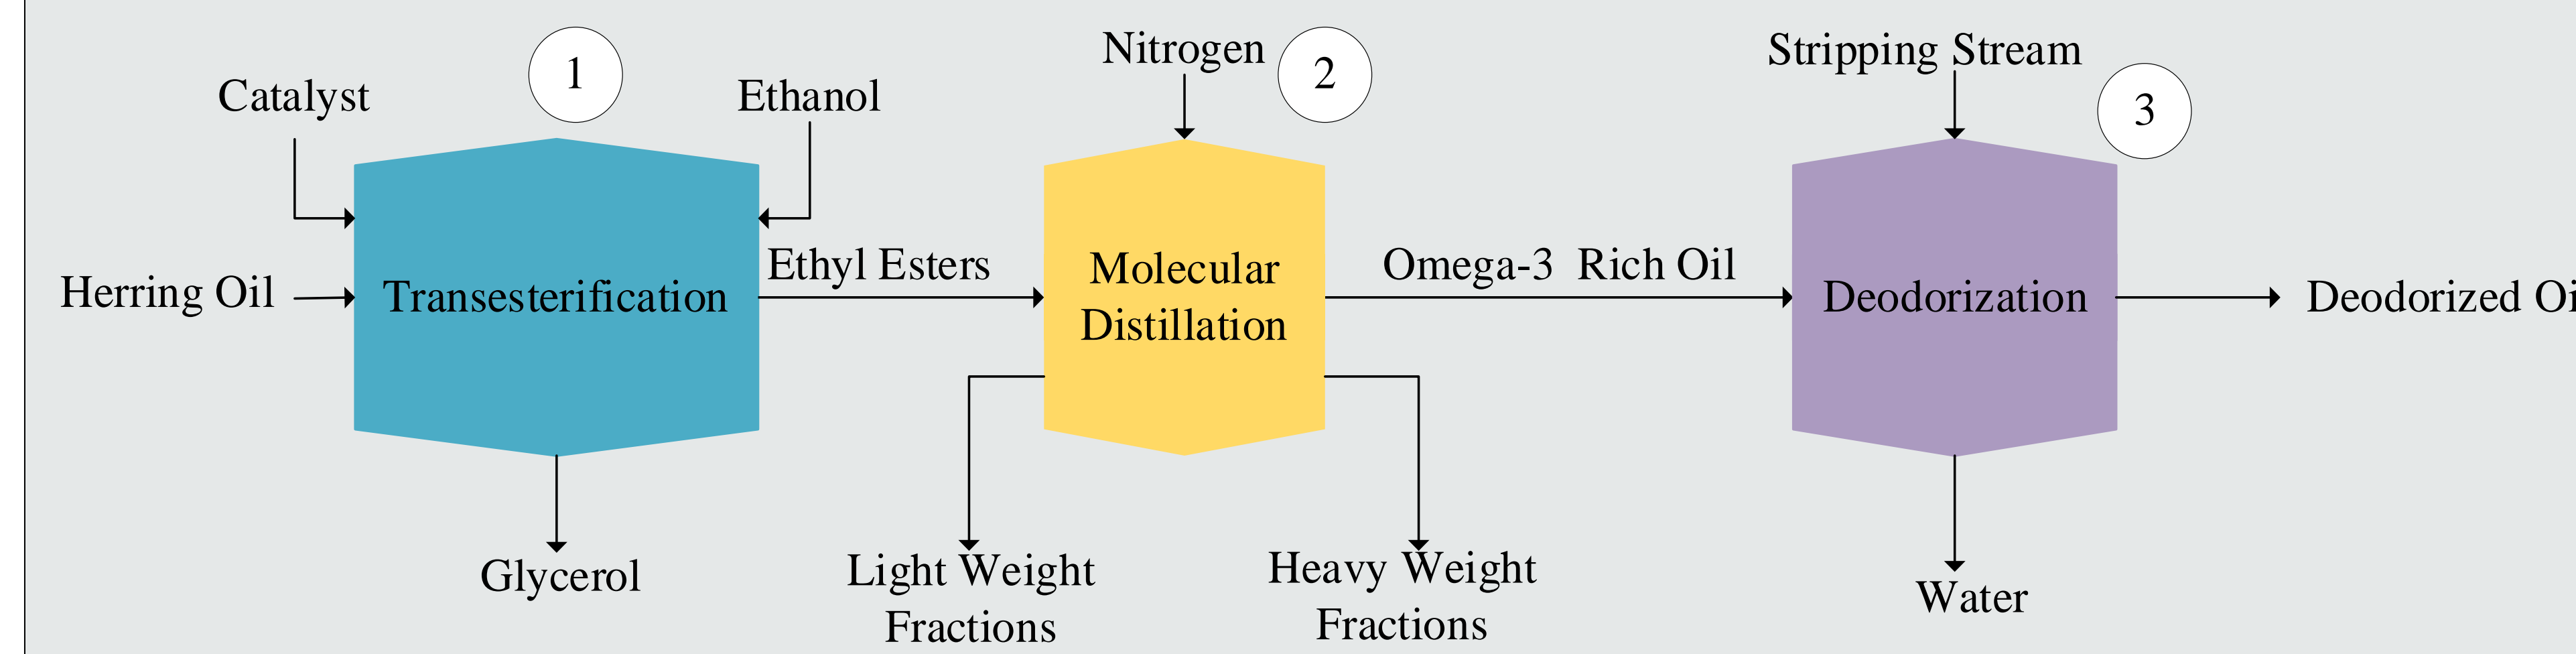 1
Nitrogen
2
Stripping Stream
3
Catalyst
Ethanol
Herring Oil
Transesterification
Ethyl Esters
Molecular
Distillation
Omega-3 Rich Oil
Deodorization
Deodorized
Glycerol
Light Weight
Fractions
Heavy Weight
Fractions
Water